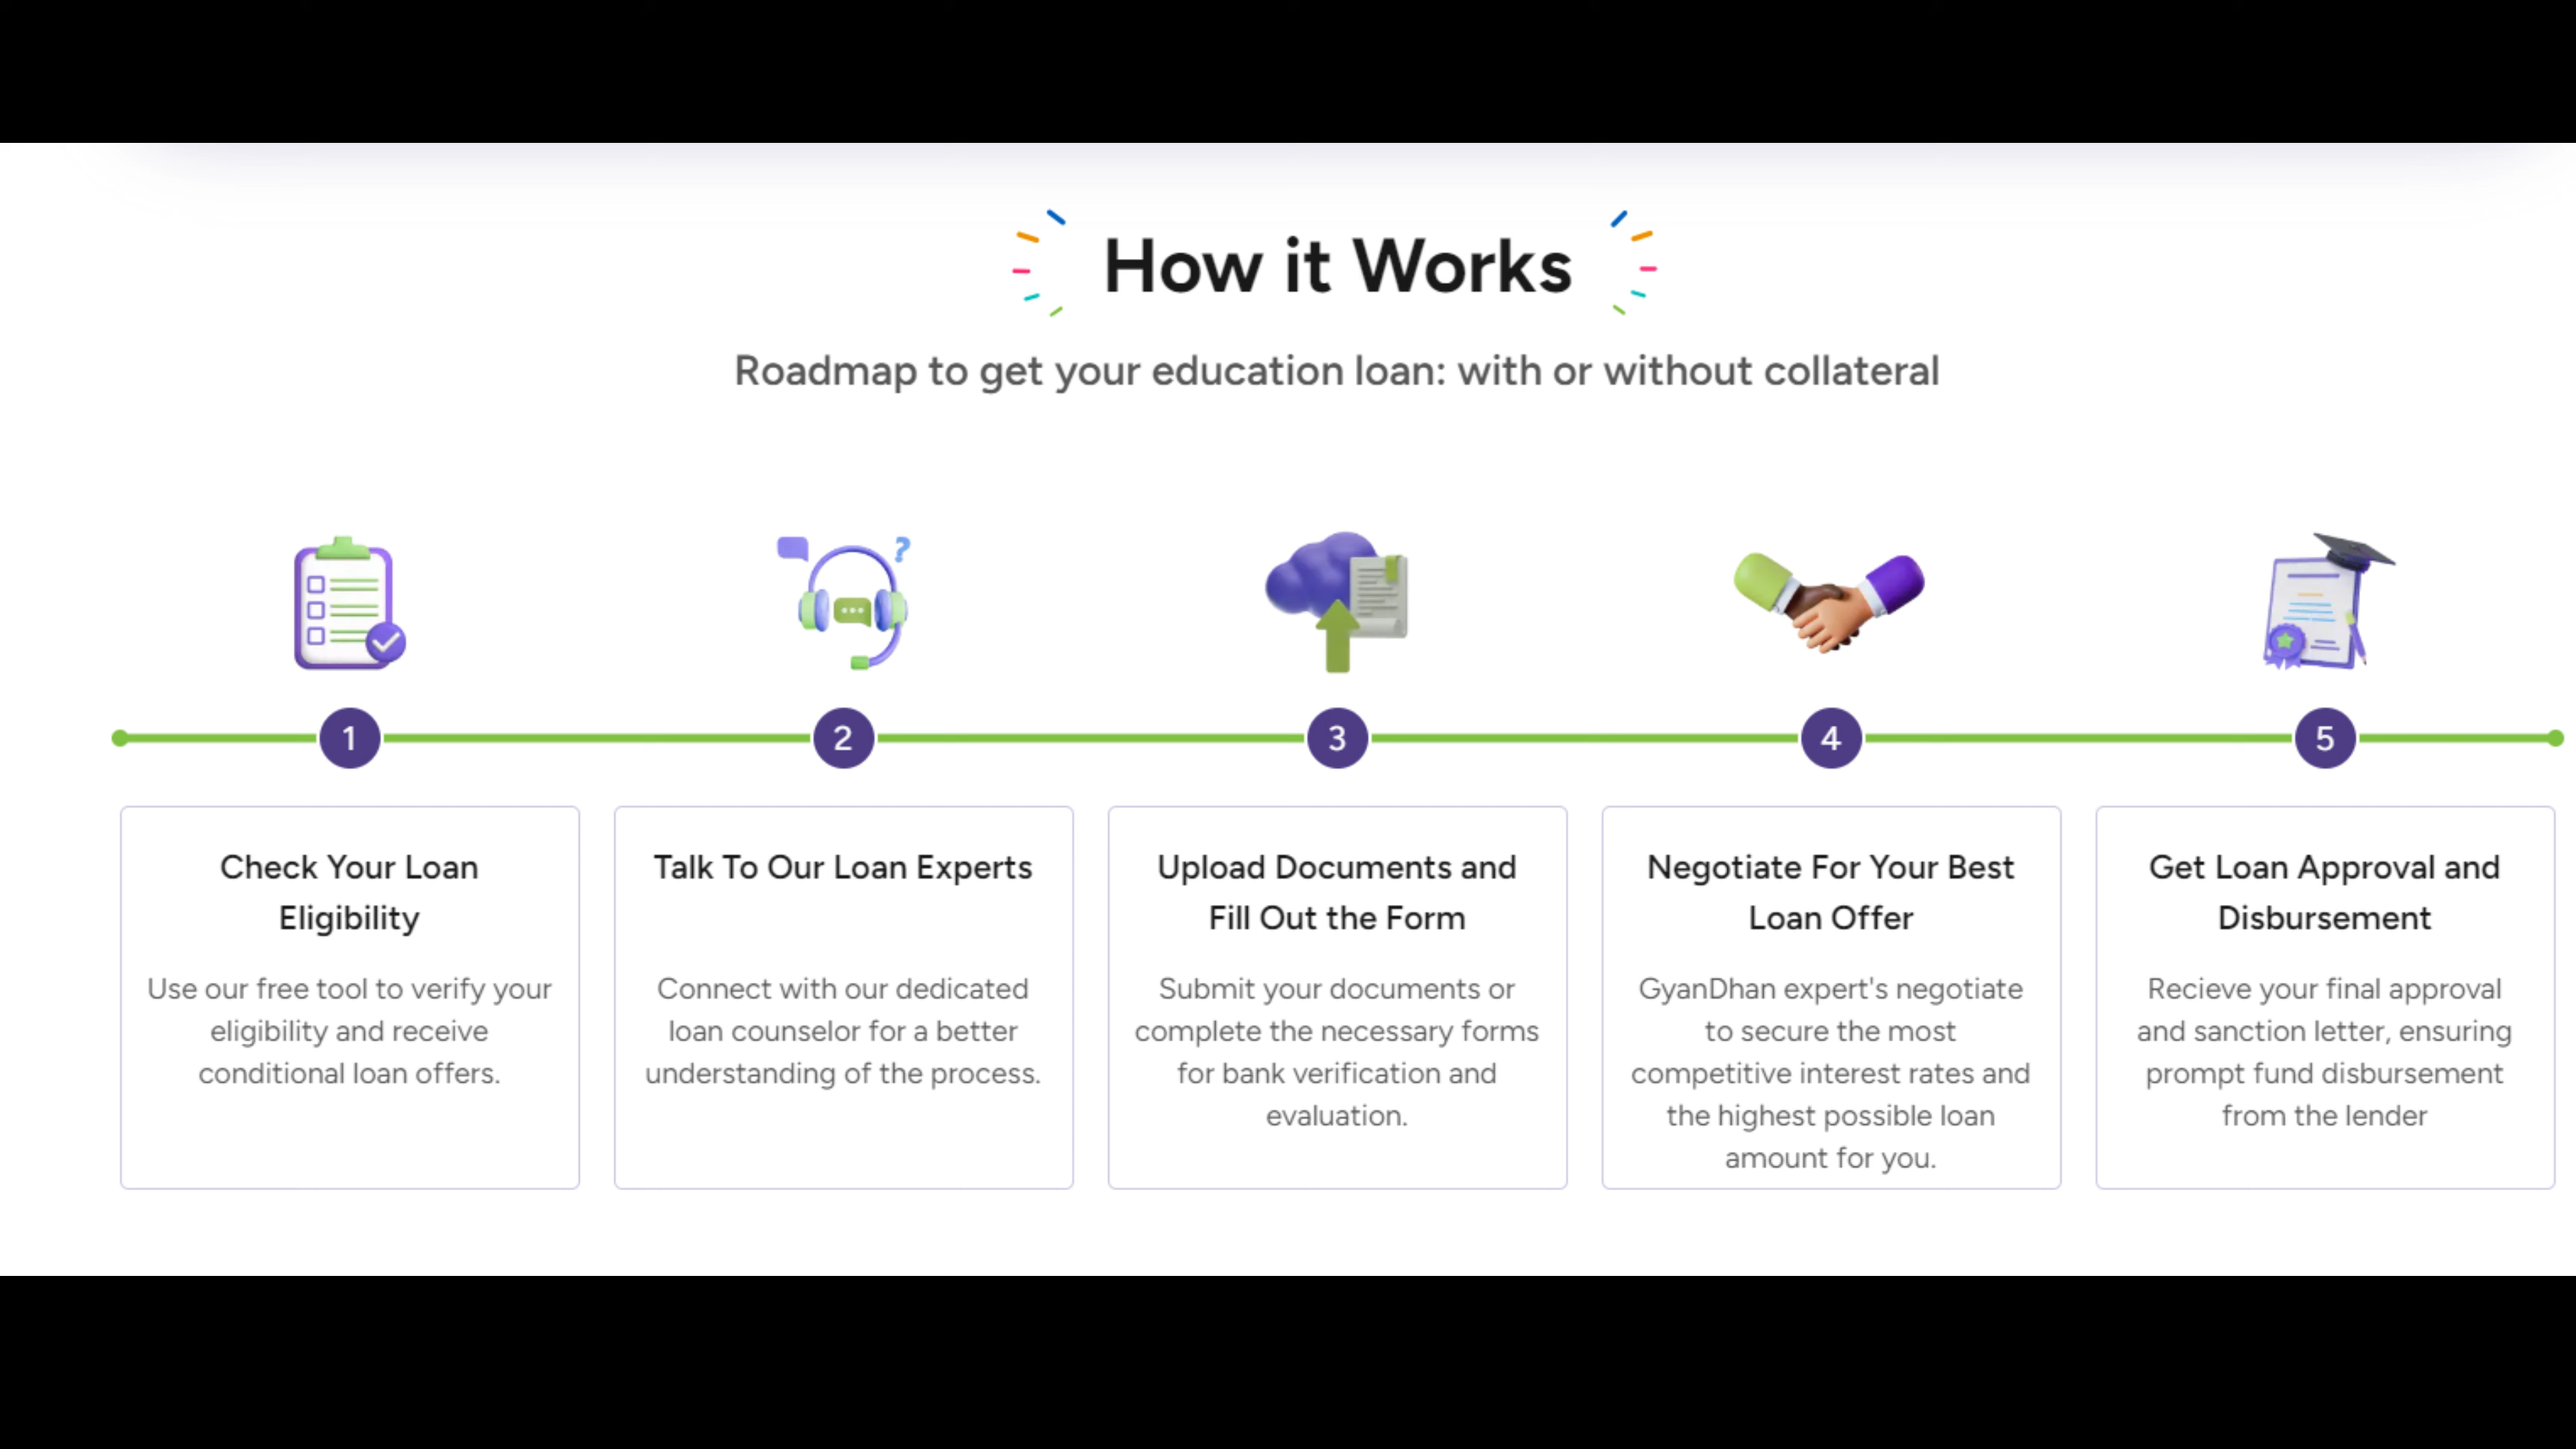 How it Works
Roadmap to get your education loan: with or without collateral
?
1
2
3
4
5
Check Your Loan
Eligibility
Use our free tool to verify your
eligibility and receive
conditional loan offers.
Talk To Our Loan Experts
Connect with our dedicated
loan counselor for a better
understanding of the process.
Upload Documents and
Fill Out the Form
Submit your documents or
complete the necessary forms
for bank verification and
evaluation.
Negotiate For Your Best
Loan Offer
GyanDhan expert's negotiate
to secure the most
competitive interest rates and
the highest possible loan
amount for you.
Get Loan Approval and
Disbursement
Recieve your final approval
and sanction letter, ensuring
prompt fund disbursement
from the lender